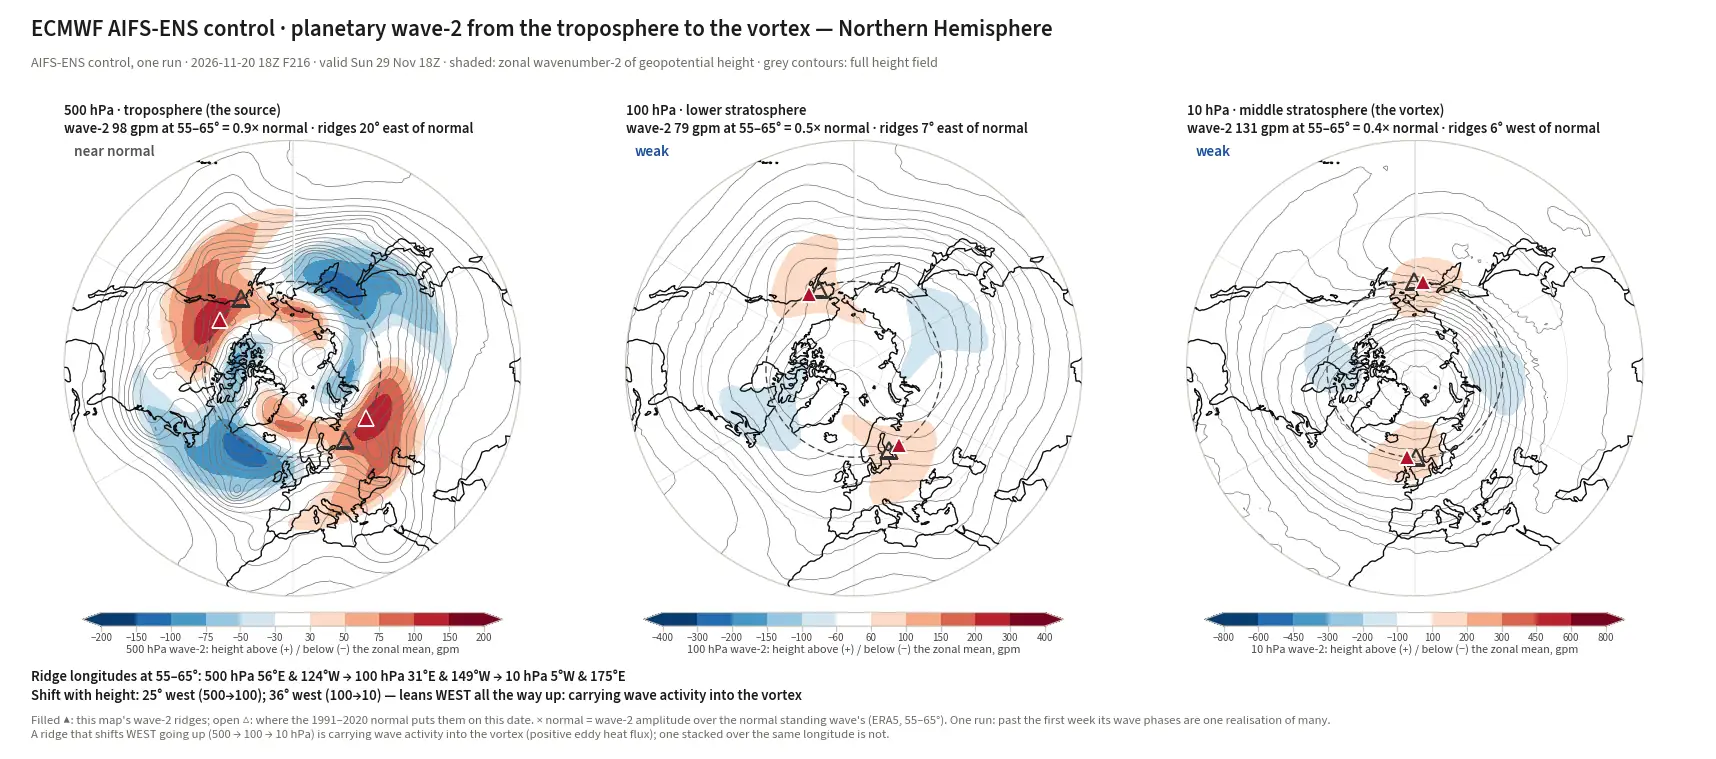 ECMWF AIFS-ENS control · planetary wave-2 from the troposphere to the vortex — Northern Hemisphere
AIFS-ENS control, one run · 2026-11-20 18Z F216 · valid Sun 29 Nov 18Z · shaded: zonal wavenumber-2 of geopotential height · grey contours: full height field
500 hPa · troposphere (the source)
wave-2 98 gpm at 55–65° = 0.9× normal · ridges 20° east of normal
near normal
100 hPa · lower stratosphere
wave-2 79 gpm at 55–65° = 0.5× normal · ridges 7° east of normal
weak
10 hPa · middle stratosphere (the vortex)
wave-2 131 gpm at 55–65° = 0.4× normal · ridges 6° west of normal
weak
−200 −150 −100 −75 −50 −30 30 50 75 100 150 200
500 hPa wave-2: height above (+) / below (−) the zonal mean, gpm
−400 −300 −200 −150 −100 −60 60 100 150 200 300 400
100 hPa wave-2: height above (+) / below (−) the zonal mean, gpm
−800 −600 −450 −300 −200 −100 100 200 300 450 600 800
10 hPa wave-2: height above (+) / below (−) the zonal mean, gpm
Ridge longitudes at 55–65°: 500 hPa 56°E & 124°W → 100 hPa 31°E & 149°W → 10 hPa 5°W & 175°E
Shift with height: 25° west (500→100); 36° west (100→10) — leans WEST all the way up: carrying wave activity into the vortex
Filled ▲: this map's wave-2 ridges; open △: where the 1991–2020 normal puts them on this date. × normal = wave-2 amplitude over the normal standing wave's (ERA5, 55–65°). One run: past the first week its wave phases are one realisation of many.
A ridge that shifts WEST going up (500 → 100 → 10 hPa) is carrying wave activity into the vortex (positive eddy heat flux); one stacked over the same longitude is not.